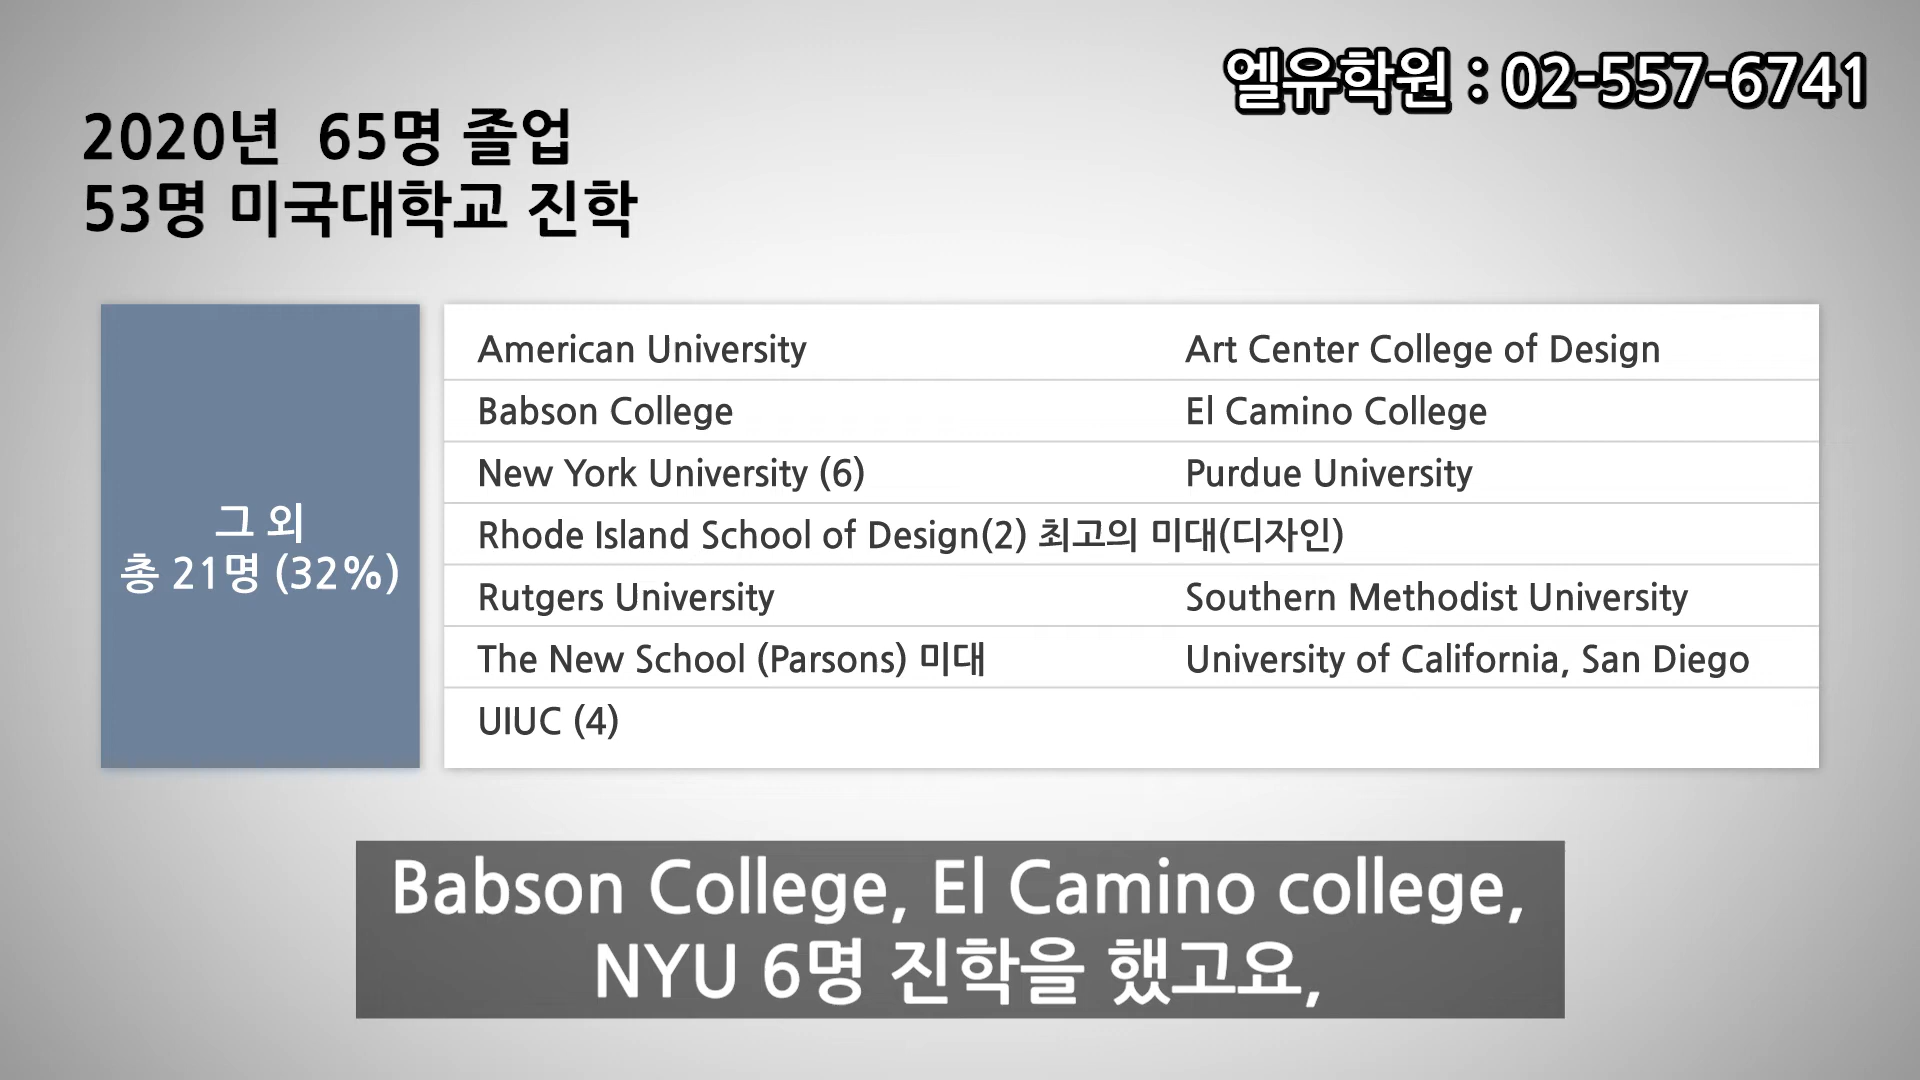 엘유학원 : 02-557-6741
2020년 65명 졸업
53명 미국대학교 진학
그 외
총 21명 (32%)
American University
Art Center College of Design
Babson College
El Camino College
New York University (6)
Purdue University
Rhode Island School of Design(2) 최고의 미대(디자인)
Rutgers University
Southern Methodist University
The New School (Parsons) 미대
University of California, San Diego
UIUC (4)
Babson College, El Camino college,
NYU 6명 진학을 했고요,